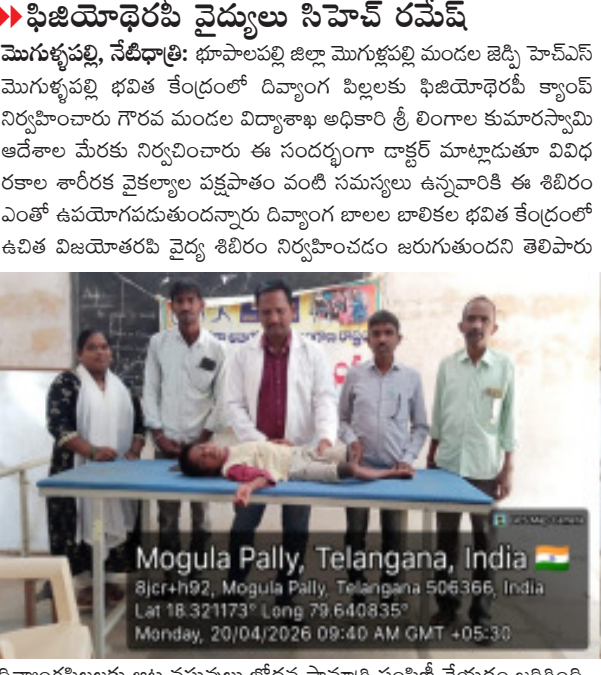 ఫిజియోథెరపీ వైద్యులు సిహెచ్ రమేష్
మొగుళ్ళపల్లి, నేటిధాత్రి: భూపాలపల్లి జిల్లా మొగుళ్లపల్లి మండల జెడ్పి హెచ్ఎస్
మొగుళ్ళపల్లి భవిత కేంద్రంలో దివ్యాంగ పిల్లలకు ఫిజియోథెరపీ క్యాంప్
నిర్వహించారు గౌరవ మండల విద్యాశాఖ అధికారి శ్రీ లింగాల కుమారస్వామి
ఆదేశాల మేరకు నిర్వచించారు ఈ సందర్భంగా డాక్టర్ మాట్లాడుతూ వివిధ
రకాల శారీరక వైకల్యాల పక్షపాతం వంటి సమస్యలు ఉన్నవారికి ఈ శిబిరం
ఎంతో ఉపయోగపడుతుందన్నారు దివ్యాంగ బాలల బాలికల భవిత కేంద్రంలో
ఉచిత విజయోతరపి వైద్య శిబిరం నిర్వహించడం జరుగుతుందని తెలిపారు
Mogula Pally, Telangana, India
8jcr+h92, Mogula Pally, Telangana 506366, India
Lat 18.321173° Long 79.640835°
Monday, 20/04/2026 09:40 AM GMT +05:30